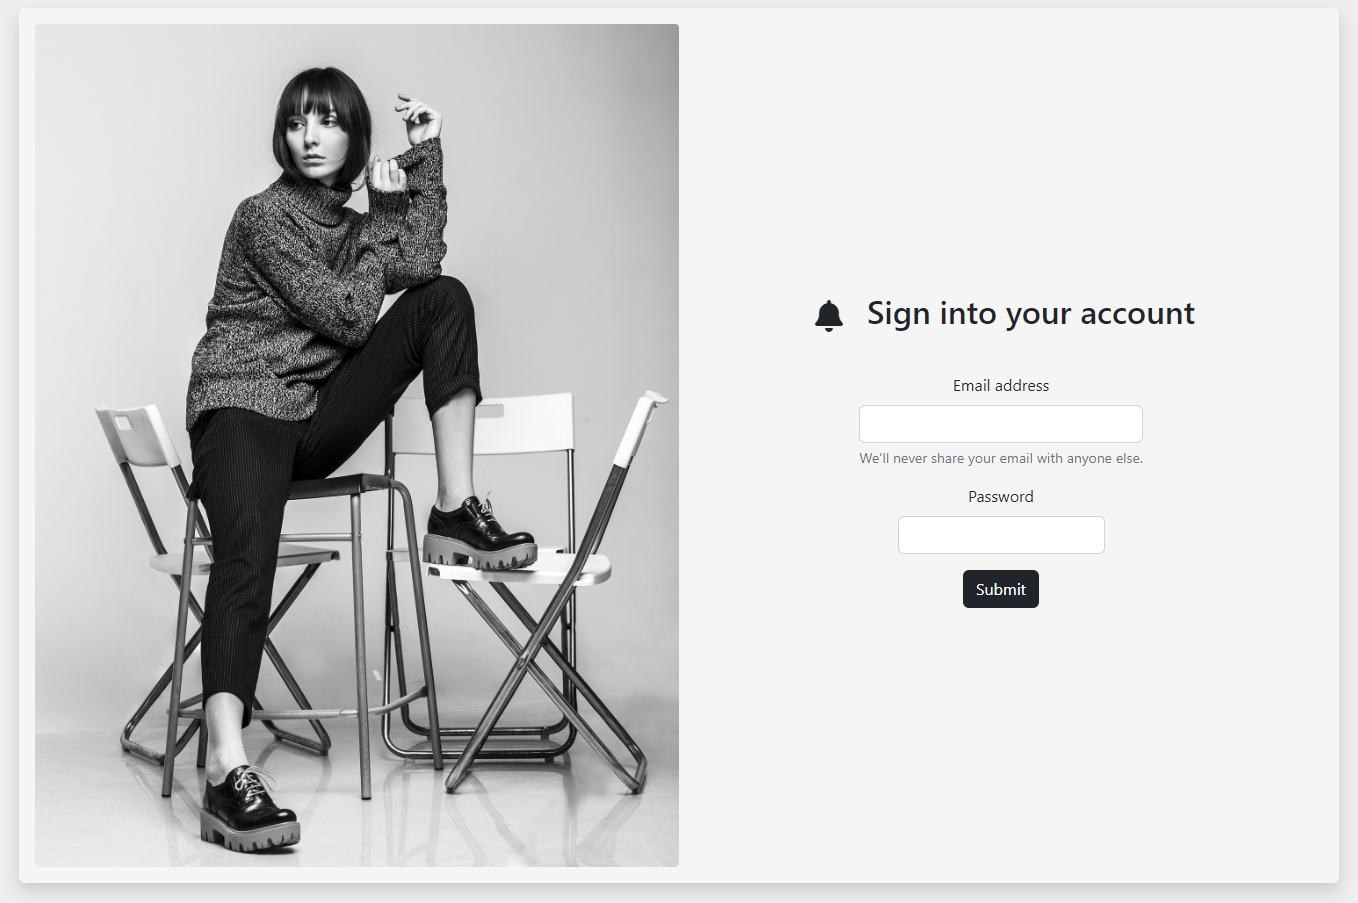 Sign into your account
Email address
We'll never share your email with anyone else.
Password
Submit